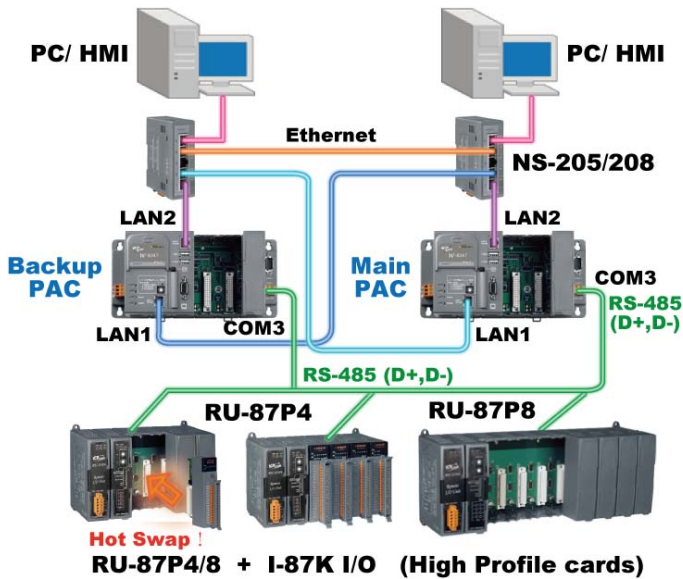 PC/ HMI
PC/ HMI
Ethernet
NS-205/208
LAN2
LAN2
Backup
PAC
Main
PAC
COM3
RS-485
(D+,D-)
LAN1
COM3
LAN1
RS-485 (D+,D-)
RU-87P4
RU-87P8
Hot Swap !
RU-87P4/8 + I-87K I/O (High Profile cards)